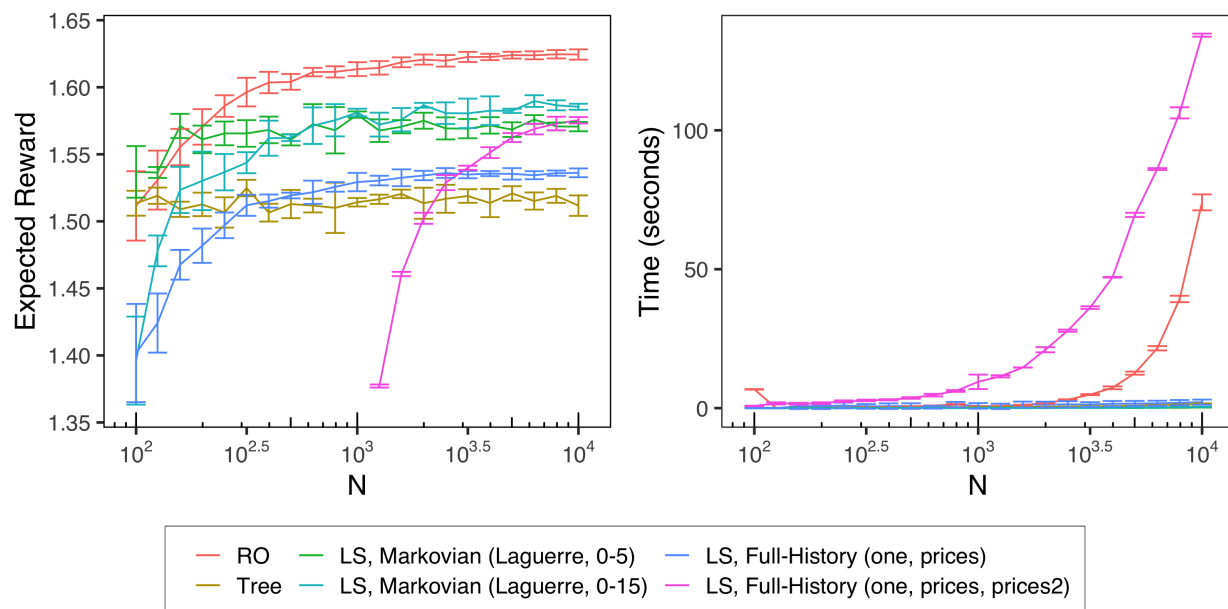 1.65
1.60
1.55
1.50
1.45
1.40
1.35
Expected Reward
10^2
10^2.5
10^3
10^3.5
10^4
N
100
50
0
Time (seconds)
10^2
10^2.5
10^3
10^3.5
10^4
N
RO
LS, Markovian (Laguerre, 0-5)
LS, Full-History (one, prices)
Tree
LS, Markovian (Laguerre, 0-15)
LS, Full-History (one, prices, prices2)